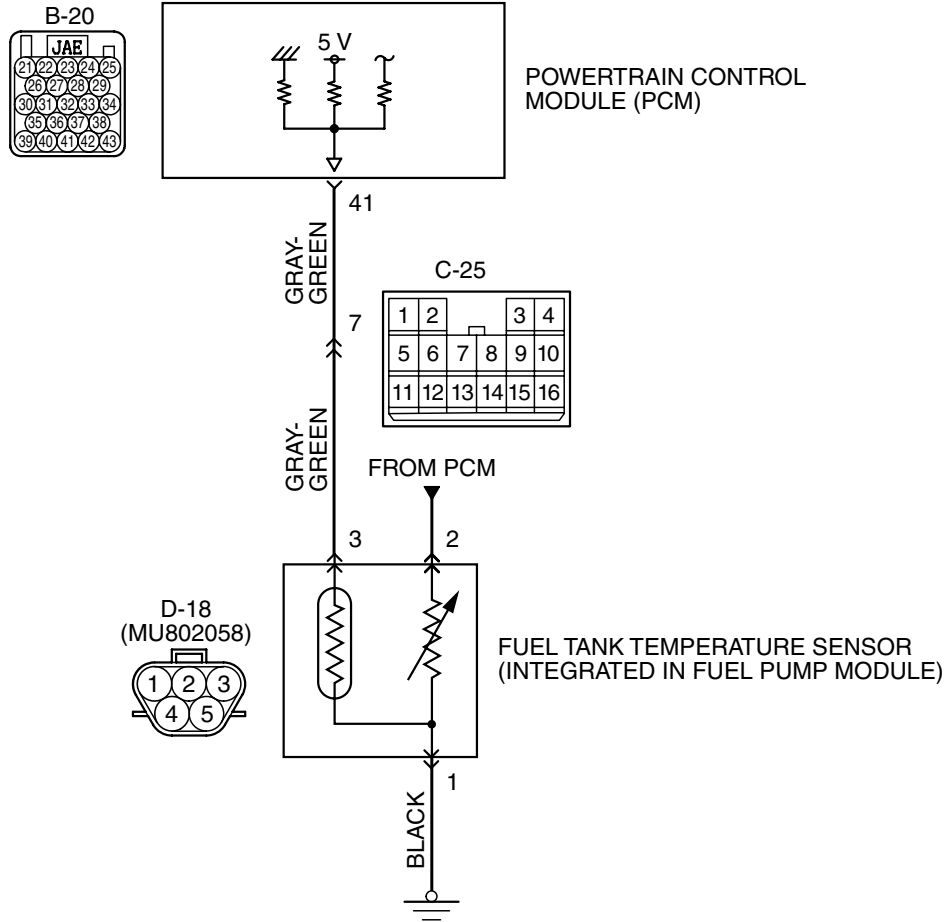 B-20
JAE
21 22 23 24 25
26 27 28 29
30 31 32 33 34
35 36 37 38
39 40 41 42 43
5 V
POWERTRAIN CONTROL
MODULE (PCM)
41
GRAY-
GREEN
7
C-25
1 2 3 4
5 6 7 8 9 10
11 12 13 14 15 16
GRAY-
GREEN
FROM PCM
3
2
D-18
(MU802058)
1 2 3
4 5
FUEL TANK TEMPERATURE SENSOR
(INTEGRATED IN FUEL PUMP MODULE)
1
BLACK